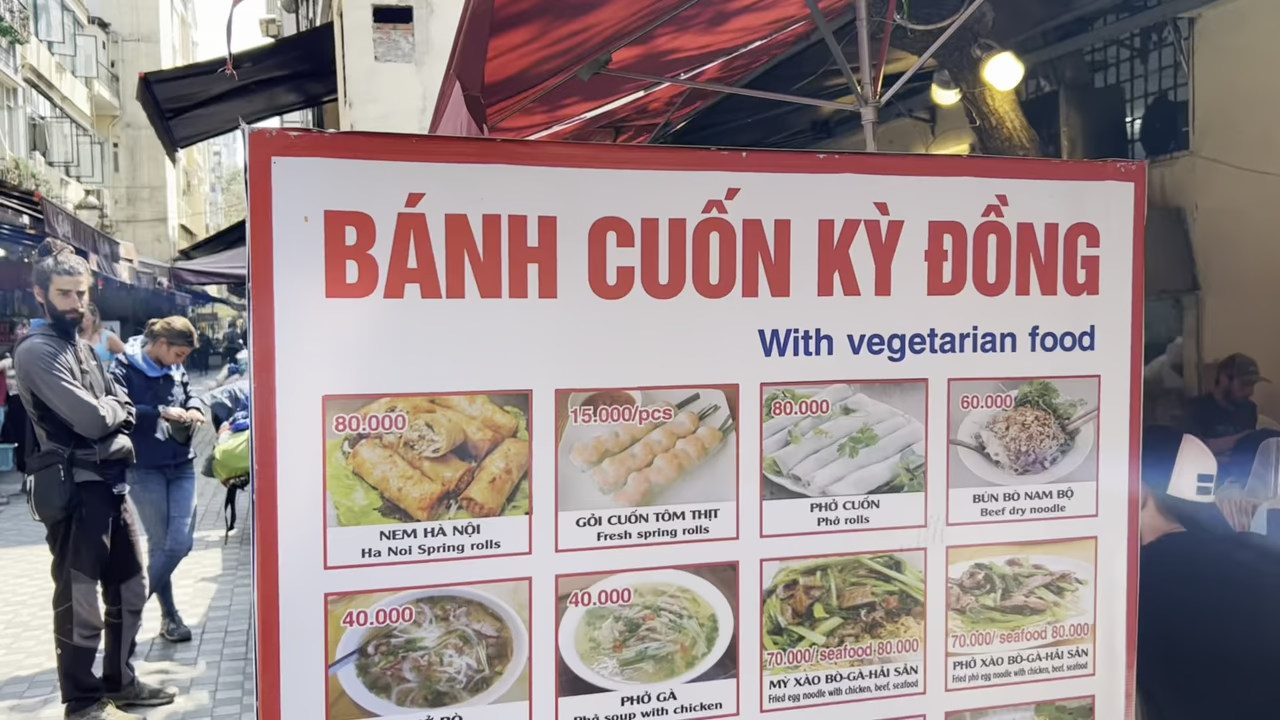 BÁNH CUỐN KỲ ĐỒNG
With vegetarian food
80.000
NEM HÀ NỘI
Ha Noi Spring rolls
15.000/pcs
GỎI CUỐN TÔM THỊT
Fresh spring rolls
80.000
PHỞ CUỐN
Phở rolls
60.000
BÚN BÒ NAM BỘ
Beef dry noodle
40.000
40.000
PHỞ GÀ
Phở soup with chicken
70.000/ seafood 80.000
MỲ XÀO BÒ-GÀ-HẢI SẢN
Fried egg noodle with chicken, beef, seafood
70.000/ seafood 80.000
PHỞ XÀO BÒ-GÀ-HẢI SẢN
Fried phở egg noodle with chicken, beef, seafood